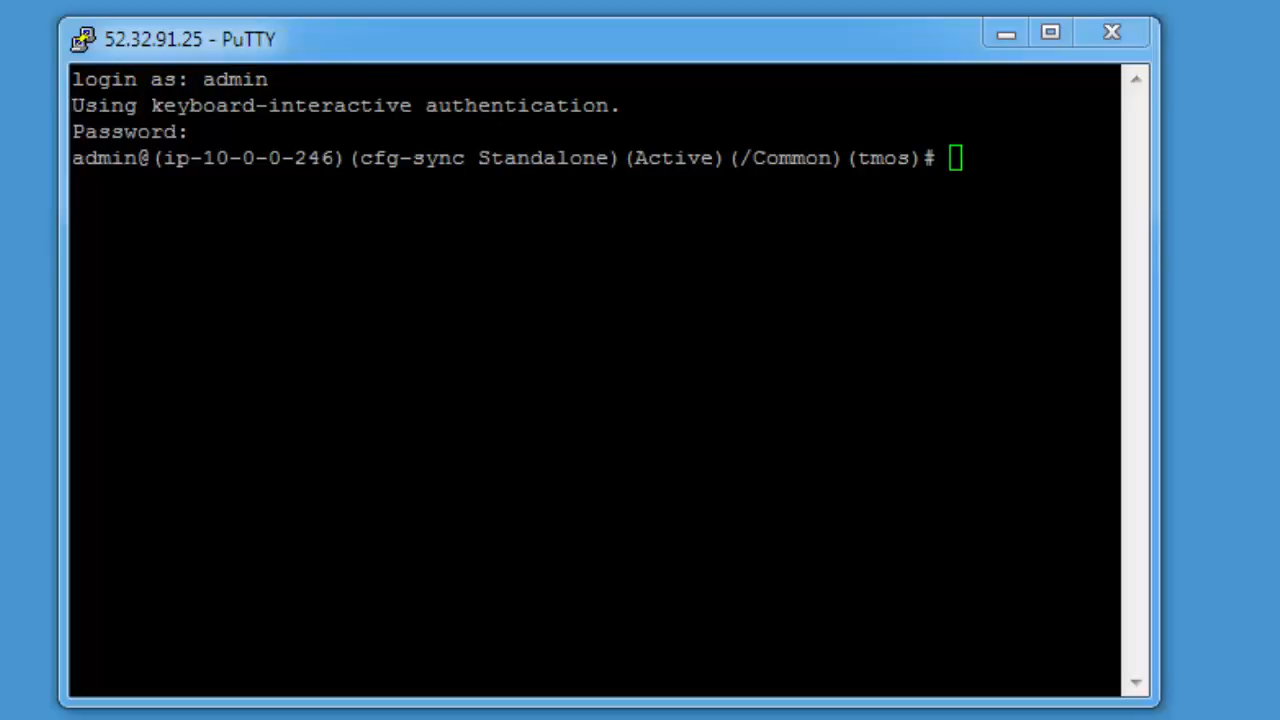 52.32.91.25 - PuTTY
login as: admin
Using keyboard-interactive authentication.
Password:
admin@(ip-10-0-0-246)(cfg-sync Standalone)(Active)(/Common)(tmos)#